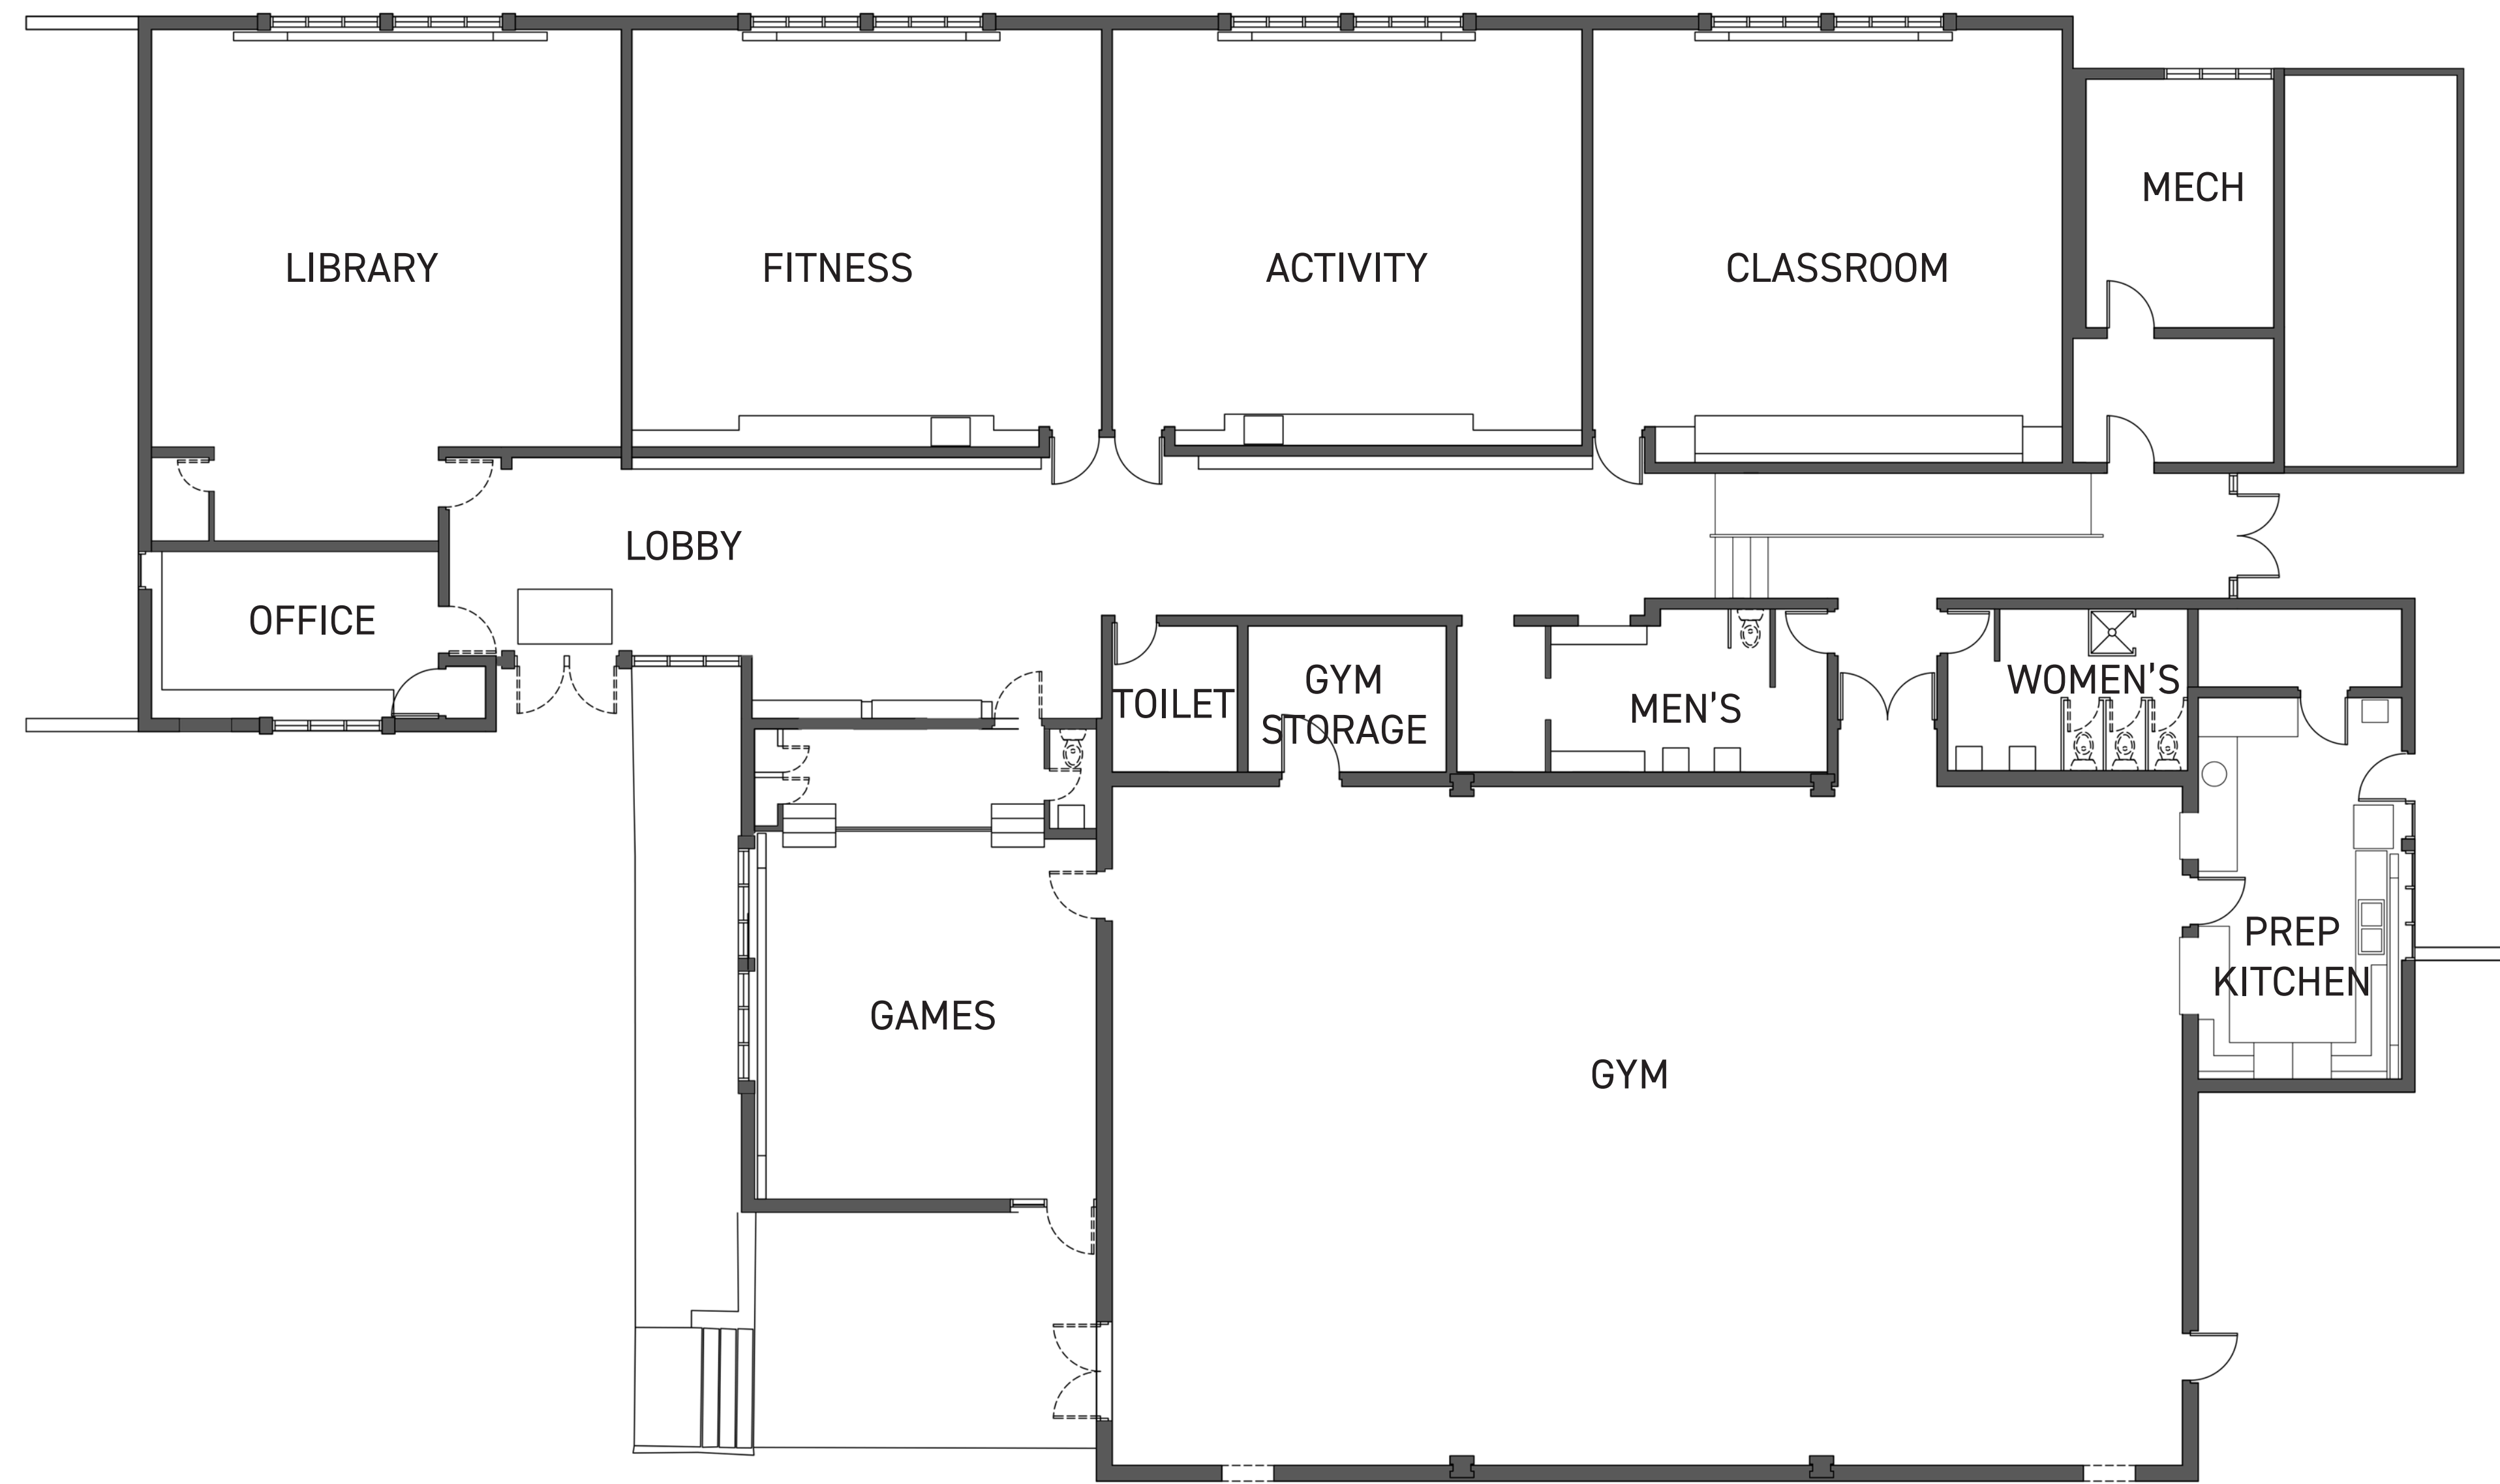 MECH
LIBRARY
FITNESS
ACTIVITY
CLASSROOM
LOBBY
OFFICE
TOILET
GYM
STORAGE
MEN'S
WOMEN'S
PREP
KITCHEN
GAMES
GYM